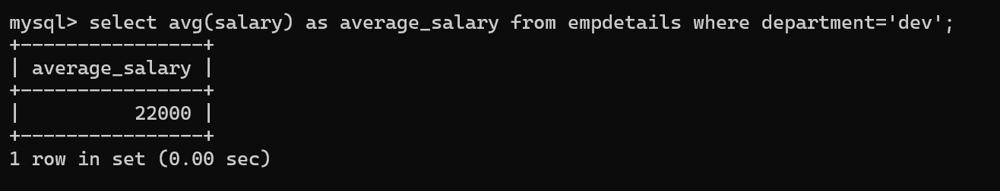 mysql> select avg(salary) as average_salary from empdetails where department='dev';
+----------------+
| average_salary |
+----------------+
|          22000 |
+----------------+
1 row in set (0.00 sec)